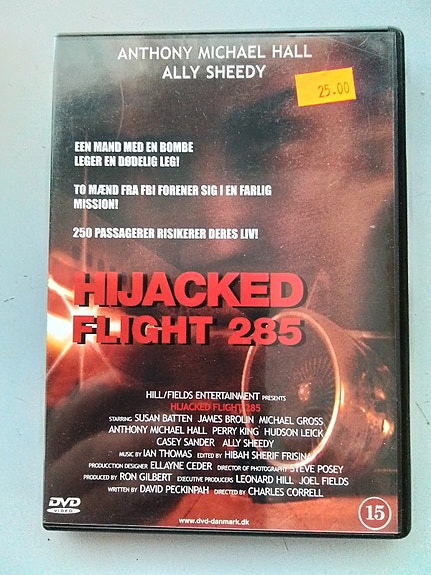 ANTHONY MICHAEL HALL
ALLY SHEEDY
25.00
EEN MAND MED EN BOMBE
LEGER EN DØDELIG LEG!
TO MÆND FRA FBI FORENER SIG I EN FARLIG
MISSION!
250 PASSAGERER RISIKERER DERES LIV!
HIJACKED
FLIGHT 285
HILL/FIELDS ENTERTAINMENT PRESENTS
HIJACKED FLIGHT 285
STARRING SUSAN BATTEN JAMES BROLIN MICHAEL GROSS
ANTHONY MICHAEL HALL PERRY KING HUDSON LEICK
CASEY SANDER ALLY SHEEDY
MUSIC BY IAN THOMAS EDITED BY HIBAH SHERIF FRISINA
PRODUCCTION DESIGNER ELLAYNE CEDER DIRECTOR OF PHOTOGRAPHY STEVE POSEY
PRODUCED BY RON GILBERT EXECUTIVE PRODUCERS LEONARD HILL JOEL FIELDS
WRITTEN BY DAVID PECKINPAH DIRECTED BY CHARLES CORRELL
DVD
VIDEO
www.dvd-danmark.dk
15